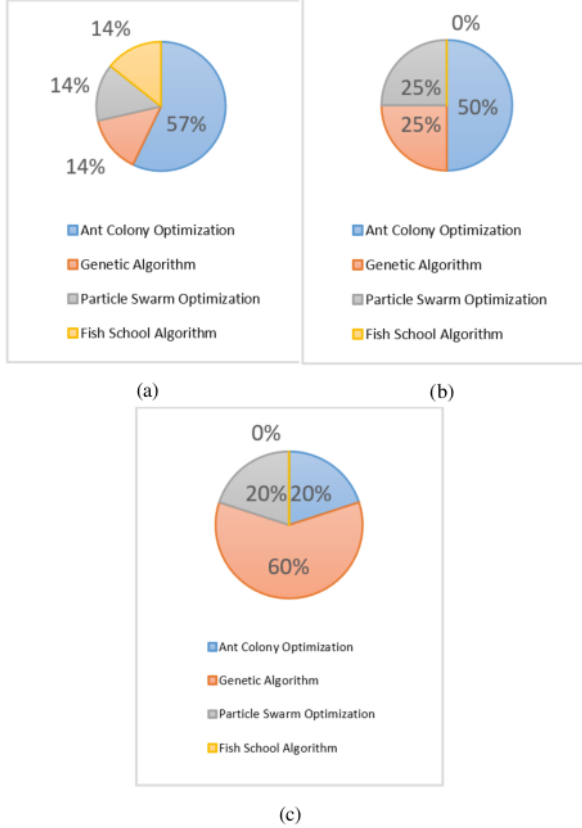 14%
14%
57%
14%
Ant Colony Optimization
Genetic Algorithm
Particle Swarm Optimization
Fish School Algorithm
(a)
0%
25%
50%
25%
Ant Colony Optimization
Genetic Algorithm
Particle Swarm Optimization
Fish School Algorithm
(b)
0%
20%
20%
60%
Ant Colony Optimization
Genetic Algorithm
Particle Swarm Optimization
Fish School Algorithm
(c)